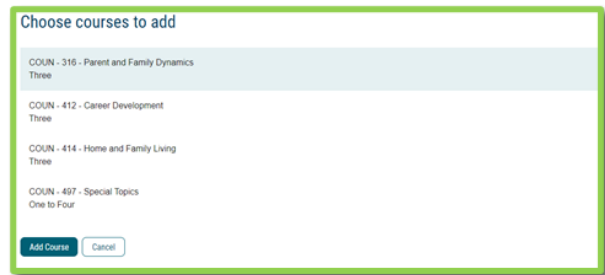 Choose courses to add
COUN - 316 - Parent and Family Dynamics
Three
COUN - 412 - Career Development
Three
COUN - 414 - Home and Family Living
Three
COUN - 497 - Special Topics
One to Four
Add Course Cancel